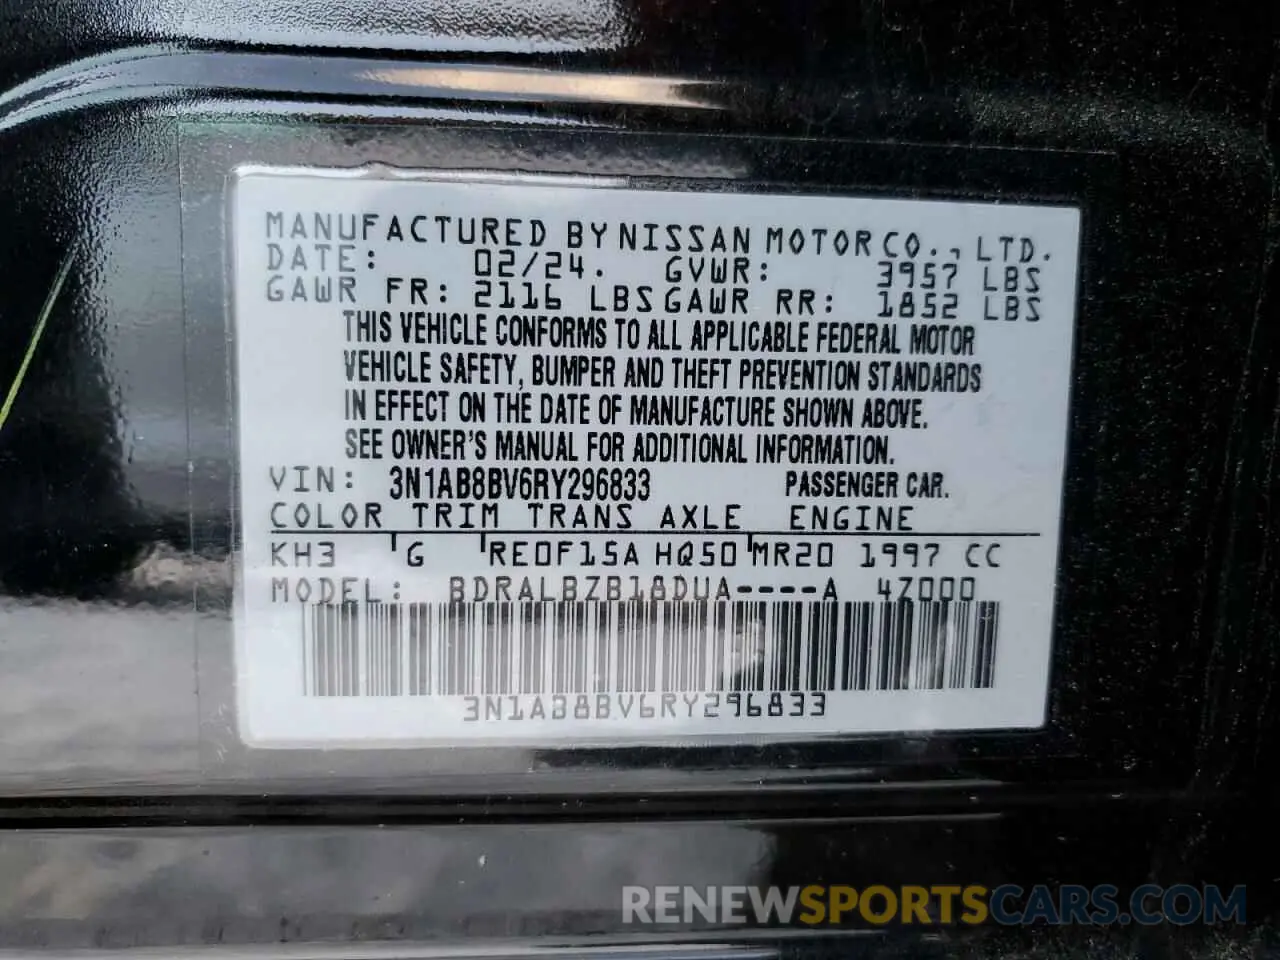 MANUFACTURED BY NISSAN MOTOR CO., LTD.
DATE: 02/24. GVWR: 3957 LBS
GAWR FR: 2116 LBS GAWR RR: 1852 LBS
THIS VEHICLE CONFORMS TO ALL APPLICABLE FEDERAL MOTOR
VEHICLE SAFETY, BUMPER AND THEFT PREVENTION STANDARDS
IN EFFECT ON THE DATE OF MANUFACTURE SHOWN ABOVE.
SEE OWNER'S MANUAL FOR ADDITIONAL INFORMATION.
VIN: 3N1AB8BV6RY296833 PASSENGER CAR.
COLOR TRIM TRANS AXLE ENGINE
KH3 G RE0F15A HQ50 MR20 1997 CC
MODEL: BDRALBZB18DUA----A 4Z000
3N1AB8BV6RY296833
RENEWSPORTSCARS.COM